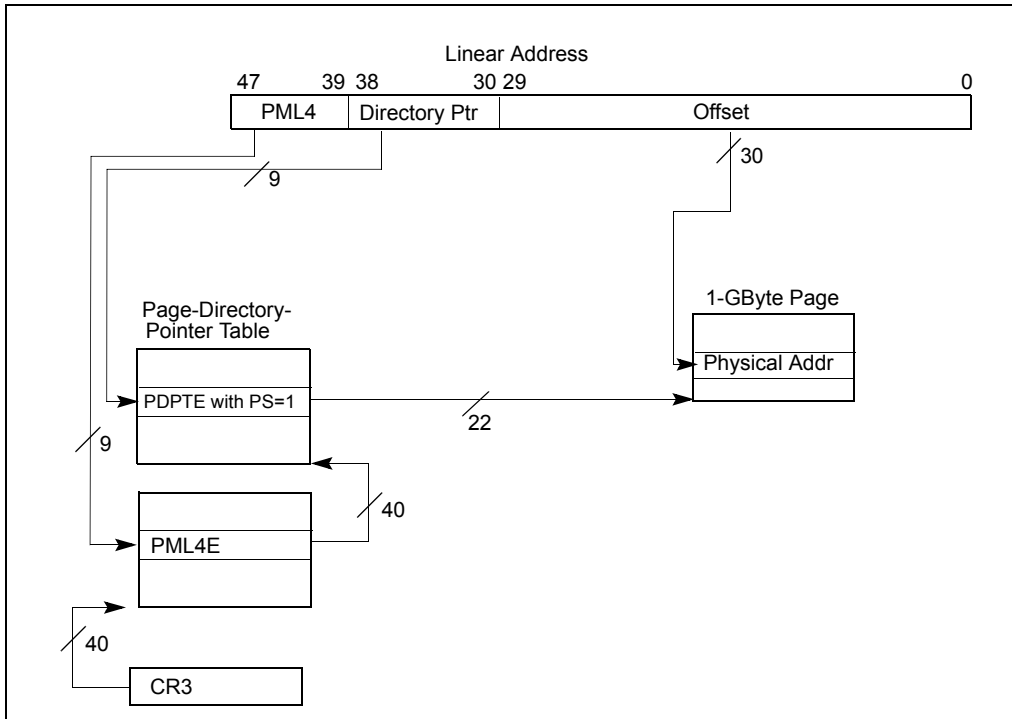 Linear Address
47 39 38 30 29 0
PML4 Directory Ptr Offset
9
30
1-GByte Page
Page-Directory-
Pointer Table
Physical Addr
PDPTE with PS=1
22
9
40
PML4E
40
CR3